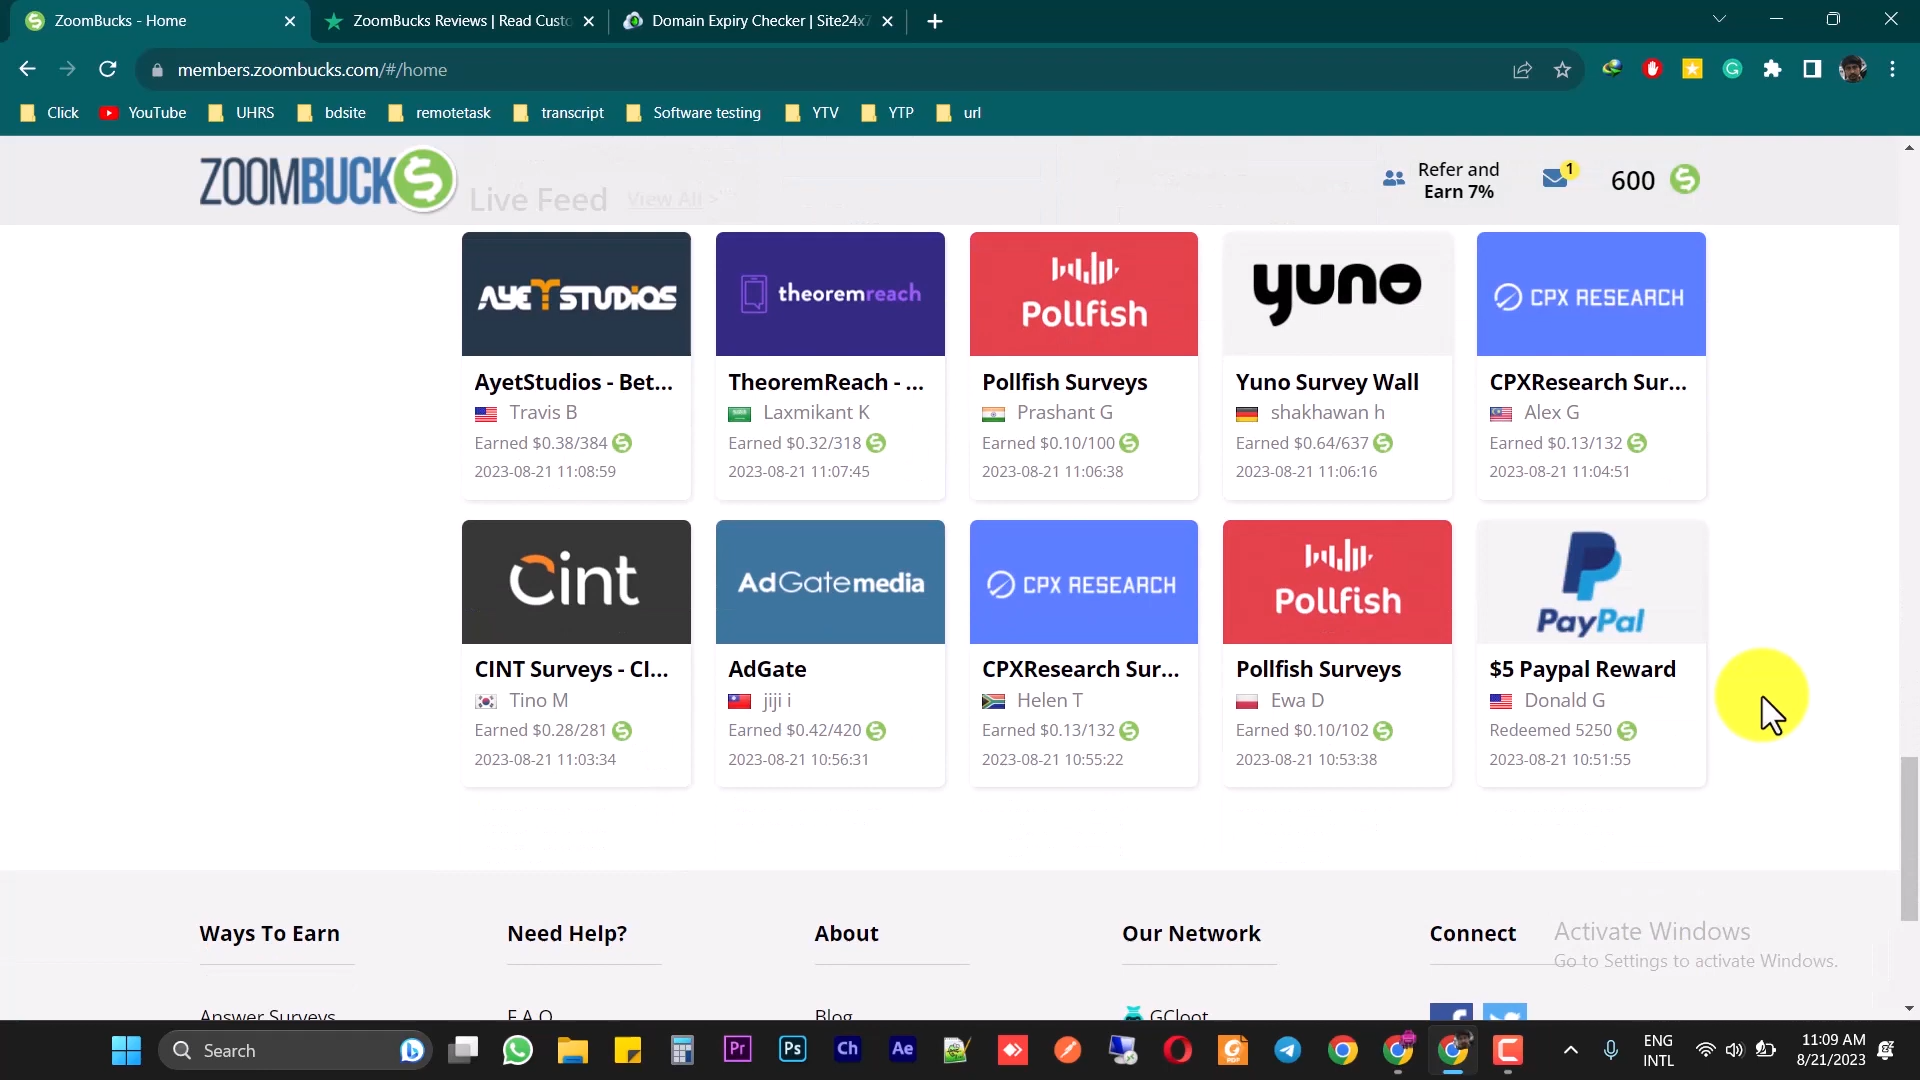 ZoomBucks - Home
ZoomBucks Reviews | Read Custo
Domain Expiry Checker | Site24x7
members.zoombucks.com/#/home
Click
YouTube
UHRS
bdsite
remotetask
transcript
Software testing
YTV
YTP
url
ZOOMBUCK$
Live Feed
View All >
Refer and
Earn 7%
1
600
AYETSTUDIOS
theoremreach
Pollfish
yuno
CPX RESEARCH
AyetStudios - Bet...
TheoremReach - ...
Pollfish Surveys
Yuno Survey Wall
CPXResearch Sur...
Travis B
Laxmikant K
Prashant G
shakhawan h
Alex G
Earned $0.38/384
Earned $0.32/318
Earned $0.10/100
Earned $0.64/637
Earned $0.13/132
2023-08-21 11:08:59
2023-08-21 11:07:45
2023-08-21 11:06:38
2023-08-21 11:06:16
2023-08-21 11:04:51
Cint
AdGatemedia
CPX RESEARCH
Pollfish
PayPal
CINT Surveys - CI...
AdGate
CPXResearch Sur...
Pollfish Surveys
$5 Paypal Reward
Tino M
jiji i
Helen T
Ewa D
Donald G
Earned $0.28/281
Earned $0.42/420
Earned $0.13/132
Earned $0.10/102
Redeemed 5250
2023-08-21 11:03:34
2023-08-21 10:56:31
2023-08-21 10:55:22
2023-08-21 10:53:38
2023-08-21 10:51:55
Ways To Earn
Need Help?
About
Our Network
Connect
Activate Windows
Go to Settings to activate Windows.
Answer Surveys
F.A.Q
Blog
GCloot
Search
Pr
Ps
Ch
Ae
ENG
INTL
11:09 AM
8/21/2023